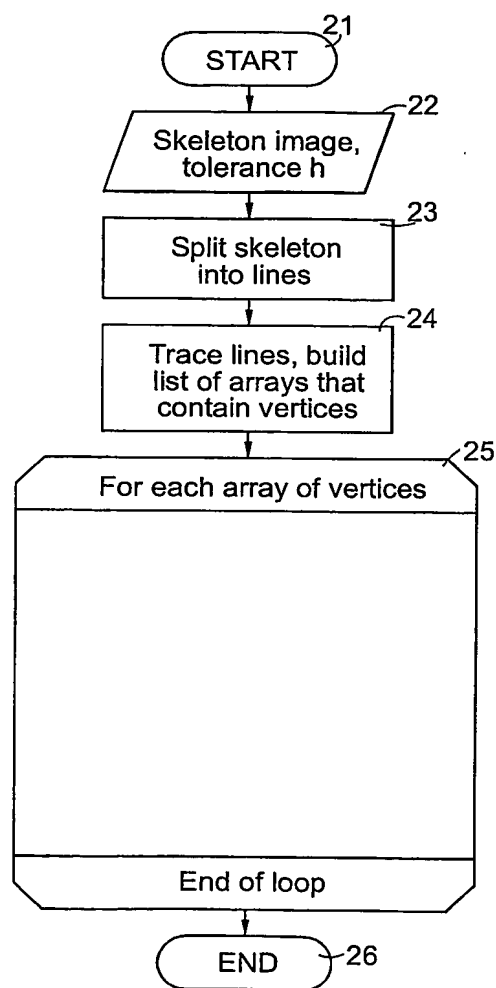 21
START
22
Skeleton image,
tolerance h
23
Split skeleton
into lines
24
Trace lines, build
list of arrays that
contain vertices
25
For each array of vertices
End of loop
END
26